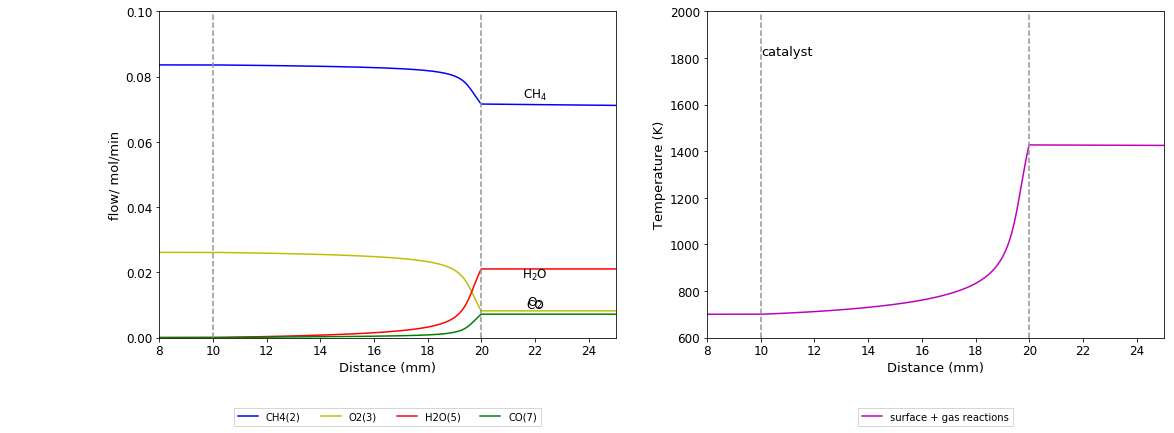 0.10
0.08
0.06
0.04
0.02
0.00
flow/ mol/min
CH₄
H₂O
O₂
CO
8 10 12 14 16 18 20 22 24
Distance (mm)
CH4(2) O2(3) H2O(5) CO(7)
2000
1800
1600
1400
1200
1000
800
600
Temperature (K)
catalyst
8 10 12 14 16 18 20 22 24
Distance (mm)
surface + gas reactions